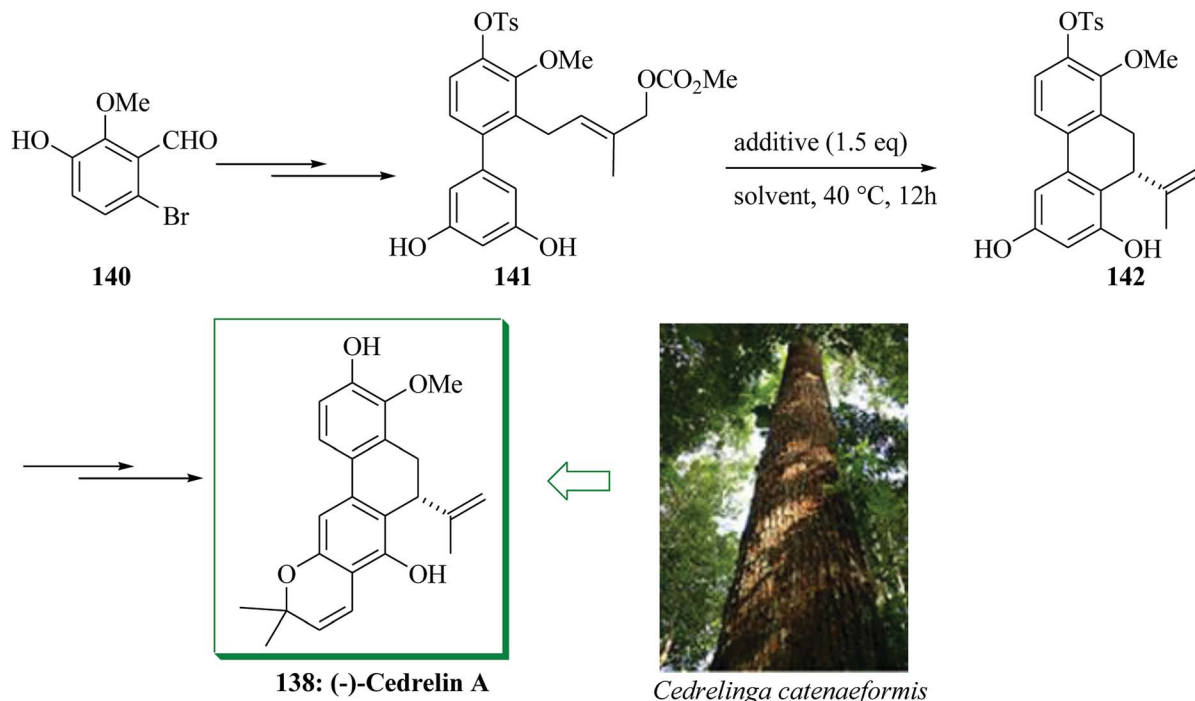 OTs
OMe
OCO₂Me
HO
OMe
CHO
Br
HO
OH
140
141
additive (1.5 eq)
solvent, 40 °C, 12h
OTs
OMe
HO
OH
142
OH
OMe
O
OH
138: (-)-Cedrelin A
Cedrelinga catenaeformis